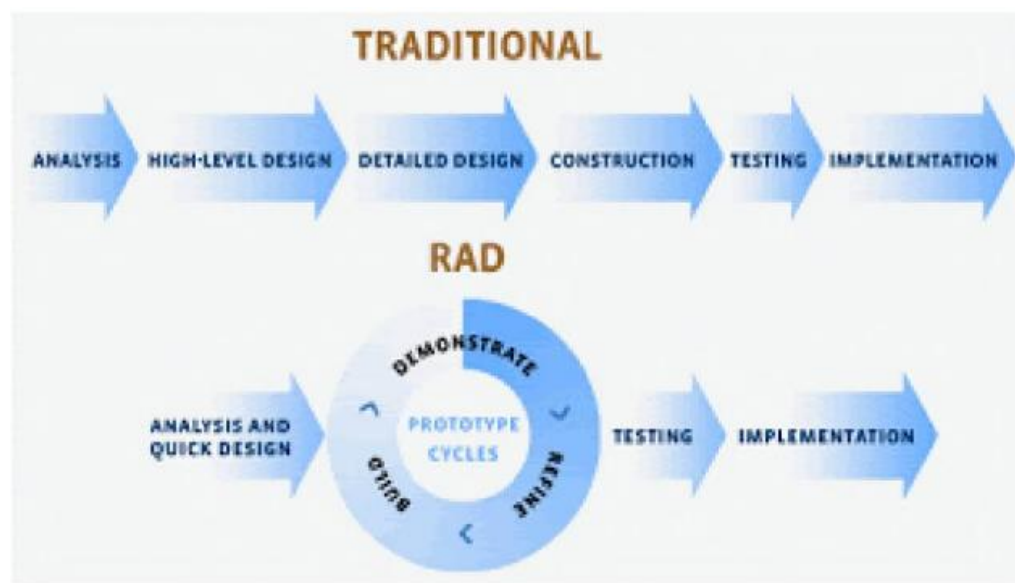 TRADITIONAL
ANALYSIS
HIGH-LEVEL DESIGN
DETAILED DESIGN
CONSTRUCTION
TESTING
IMPLEMENTATION
RAD
ANALYSIS AND
QUICK DESIGN
DEMONSTRATE
REFINE
BUILD
PROTOTYPE
CYCLES
TESTING
IMPLEMENTATION